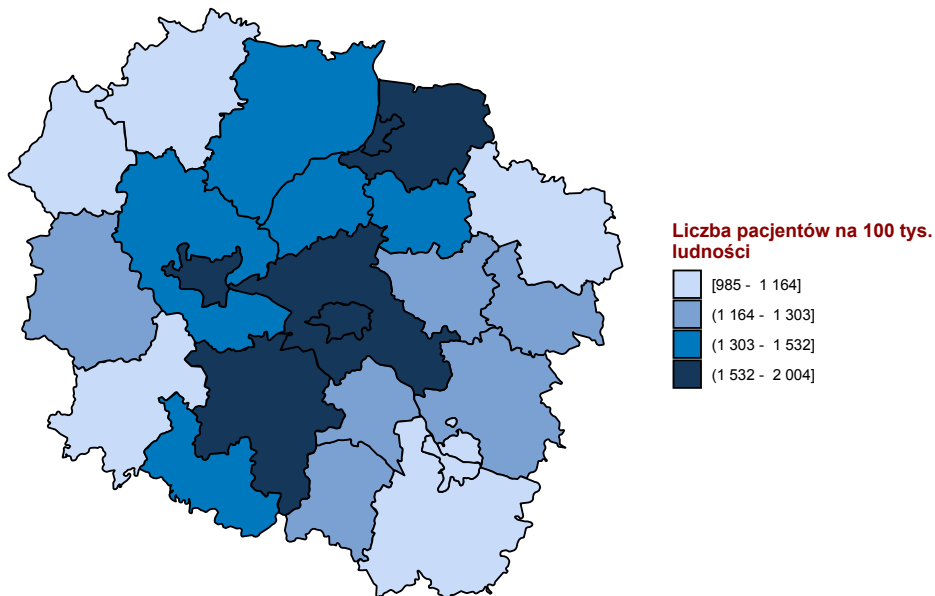 Liczba pacjentów na 100 tys.
ludności
[985 - 1 164]
(1 164 - 1 303]
(1 303 - 1 532]
(1 532 - 2 004]